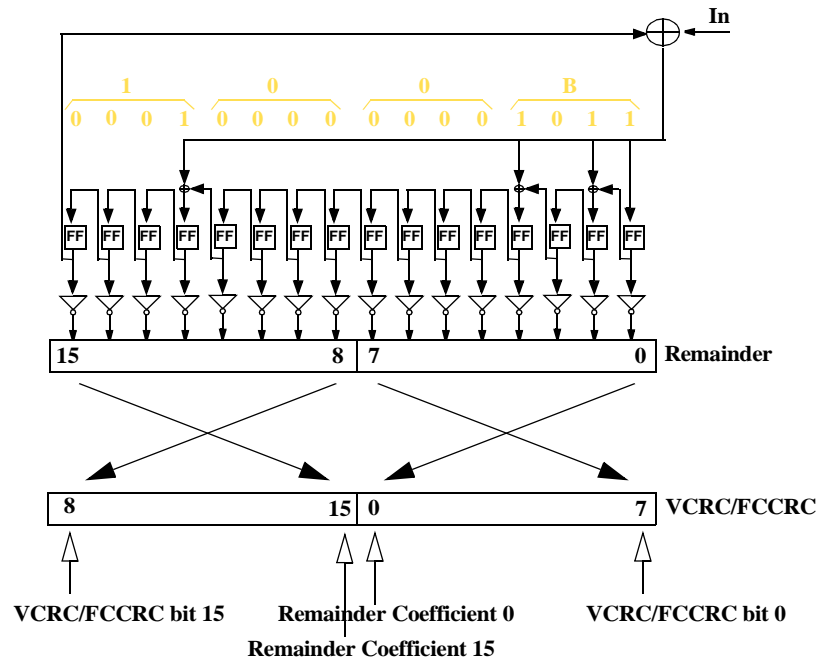 In
1 0 0 B
0 0 0 1 0 0 0 0 0 0 0 0 1 0 1 1
FF FF FF FF FF FF FF FF FF FF FF FF FF FF FF FF
15 8 7 0 Remainder
8 15 0 7 VCRC/FCCRC
VCRC/FCCRC bit 15 Remainder Coefficient 0 VCRC/FCCRC bit 0
Remainder Coefficient 15